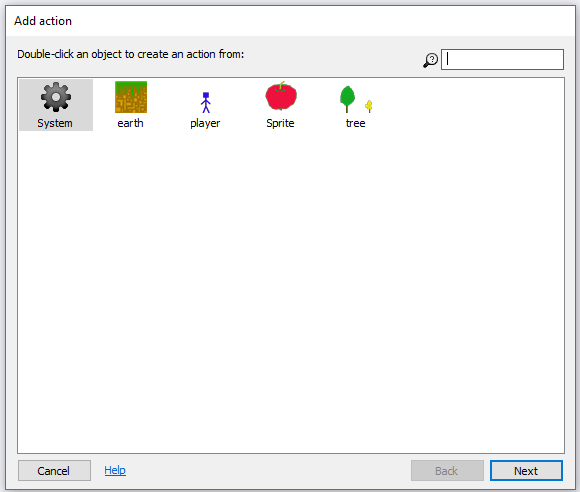 Add action
Double-click an object to create an action from:
?
System earth player Sprite tree
Cancel Help Back Next